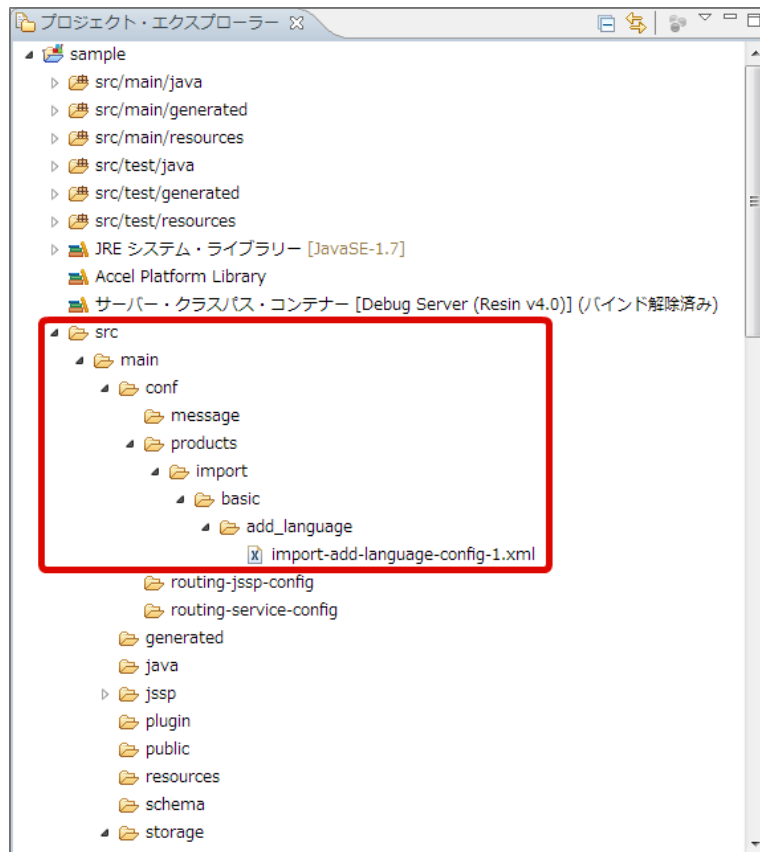 プロジェクト・エクスプローラー
sample
src/main/java
src/main/generated
src/main/resources
src/test/java
src/test/generated
src/test/resources
JRE システム・ライブラリー [JavaSE-1.7]
Accel Platform Library
サーバー・クラスパス・コンテナー [Debug Server (Resin v4.0)] (バインド解除済み)
src
main
conf
message
products
import
basic
add_language
import-add-language-config-1.xml
routing-jssp-config
routing-service-config
generated
java
jssp
plugin
public
resources
schema
storage